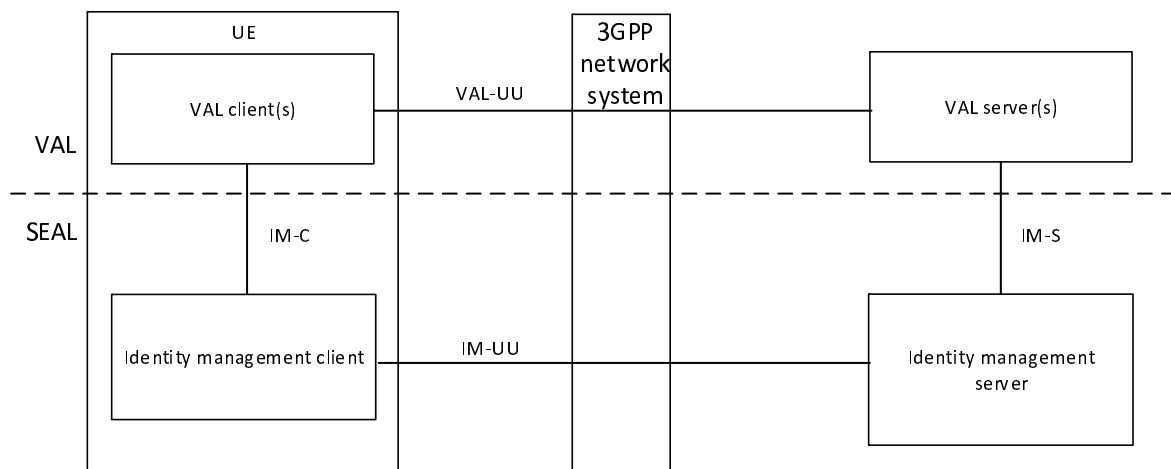 UE
3GPP
network
system
VAL client(s)
VAL-UU
VAL server(s)
VAL
SEAL
IM-C
IM-S
Identity management client
IM-UU
Identity management
server